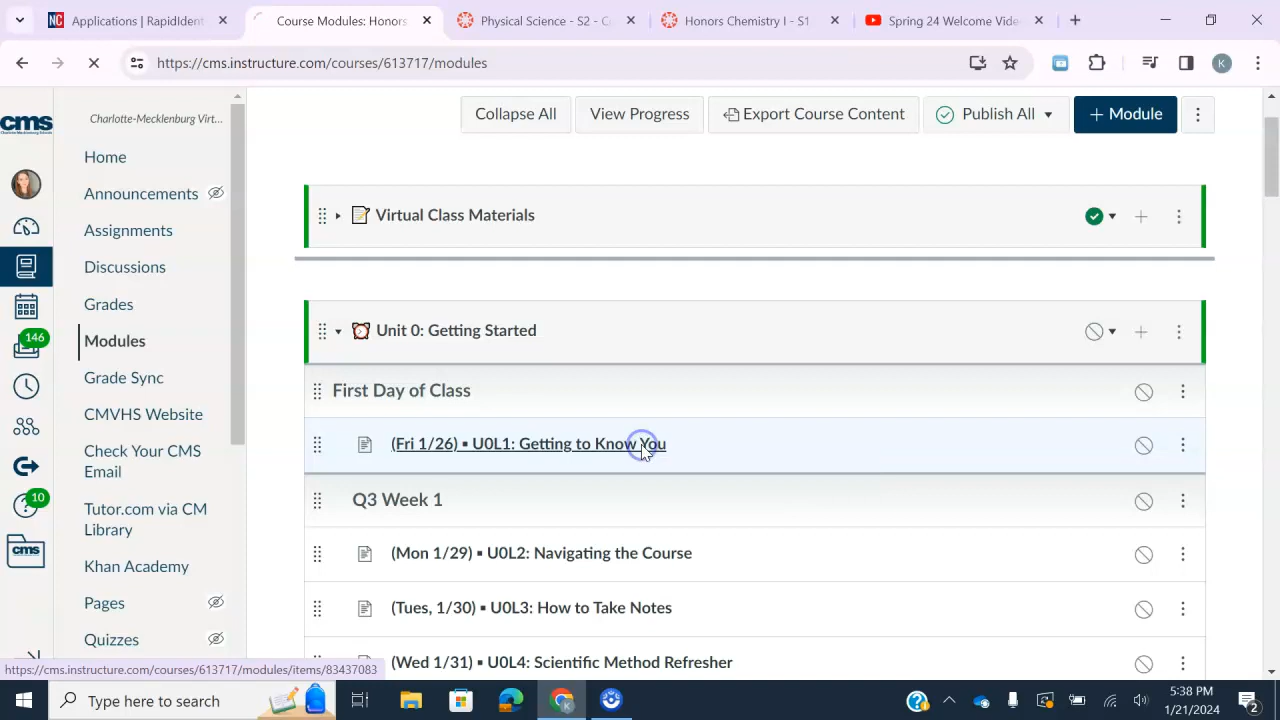 Applications | RapidIdent
Course Modules: Honors
Physical Science - S2 - C
Honors Chemistry I - S1
Spring 24 Welcome Vide
https://cms.instructure.com/courses/613717/modules
cms
Charlotte-Mecklenburg Schools
Charlotte-Mecklenburg Virt...
Home
Announcements
Assignments
Discussions
Grades
Modules
Grade Sync
CMVHS Website
Check Your CMS
Email
Tutor.com via CM
Library
Khan Academy
Pages
Quizzes
146
10
cms
Collapse All
View Progress
Export Course Content
Publish All
+ Module
Virtual Class Materials
Unit 0: Getting Started
First Day of Class
(Fri 1/26) ▪ U0L1: Getting to Know You
Q3 Week 1
(Mon 1/29) ▪ U0L2: Navigating the Course
(Tues, 1/30) ▪ U0L3: How to Take Notes
(Wed 1/31) ▪ U0L4: Scientific Method Refresher
https://cms.instructure.com/courses/613717/modules/items/83437083
Type here to search
5:38 PM
1/21/2024
2
K